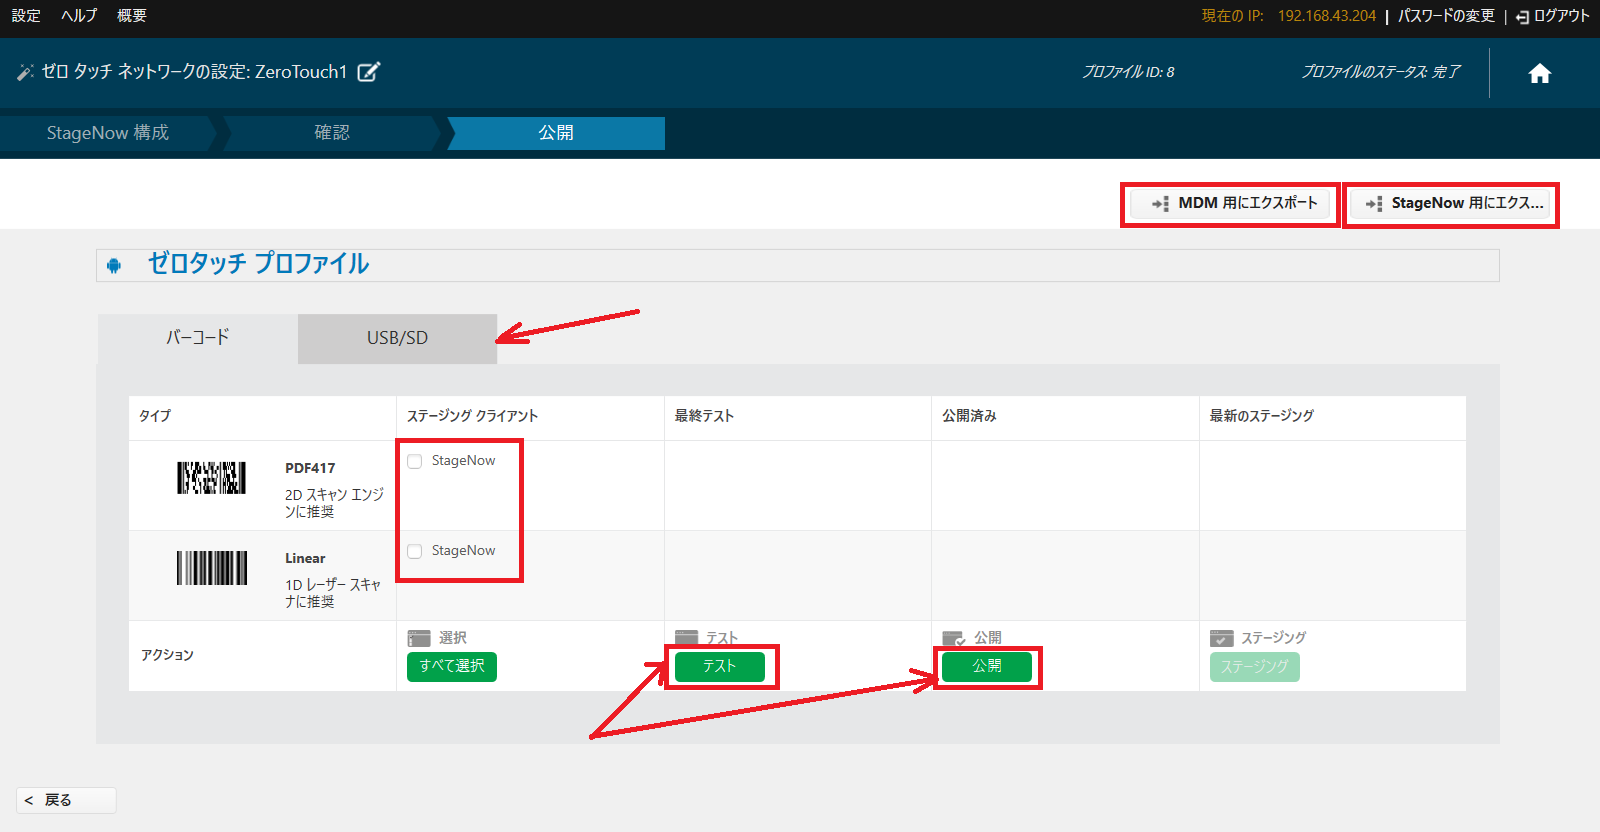 設定 ヘルプ 概要
現在の IP: 192.168.43.204 | パスワードの変更 | ログアウト
ゼロ タッチ ネットワークの設定: ZeroTouch1
プロファイル ID: 8
プロファイルのステータス: 完了
StageNow 構成
確認
公開
MDM 用にエクスポート
StageNow 用にエクス...
ゼロタッチ プロファイル
バーコード
USB/SD
タイプ
ステージング クライアント
最終テスト
公開済み
最新のステージング
PDF417
2D スキャン エンジ
ンに推奨
StageNow
Linear
1D レーザー スキャ
ナに推奨
StageNow
アクション
選択
すべて選択
テスト
テスト
公開
公開
ステージング
ステージング
< 戻る